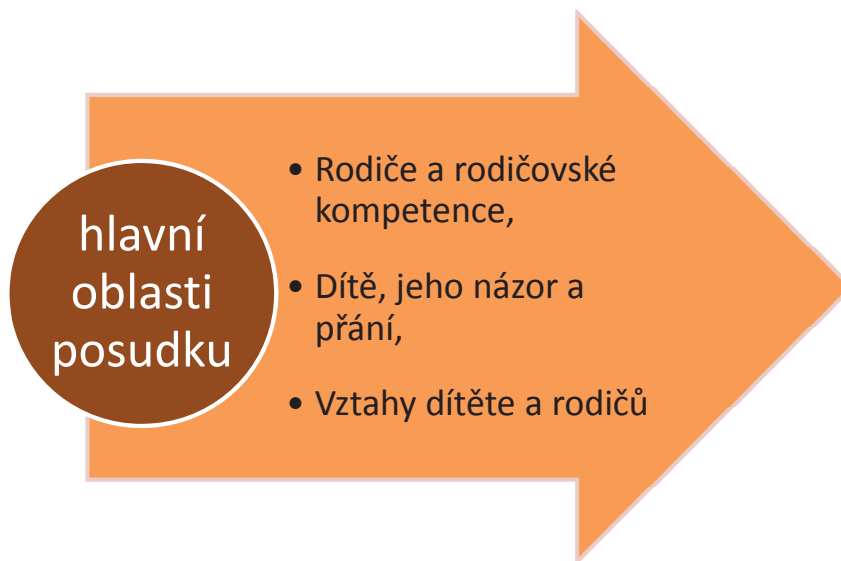 hlavní
oblasti
posudku
• Rodiče a rodičovské
kompetence,
• Dítě, jeho názor a
přání,
• Vztahy dítěte a rodičů